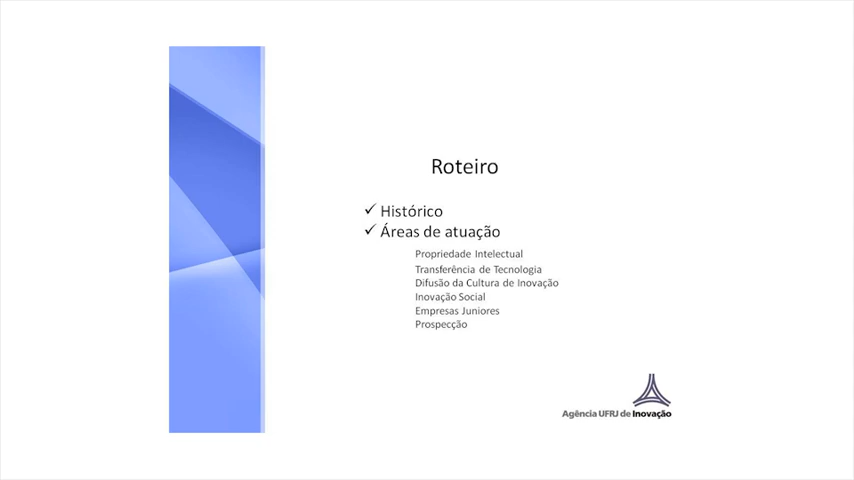 Roteiro
✓ Histórico
✓ Áreas de atuação
Propriedade Intelectual
Transferência de Tecnologia
Difusão da Cultura de Inovação
Inovação Social
Empresas Juniores
Prospecção
Agência UFRJ de Inovação